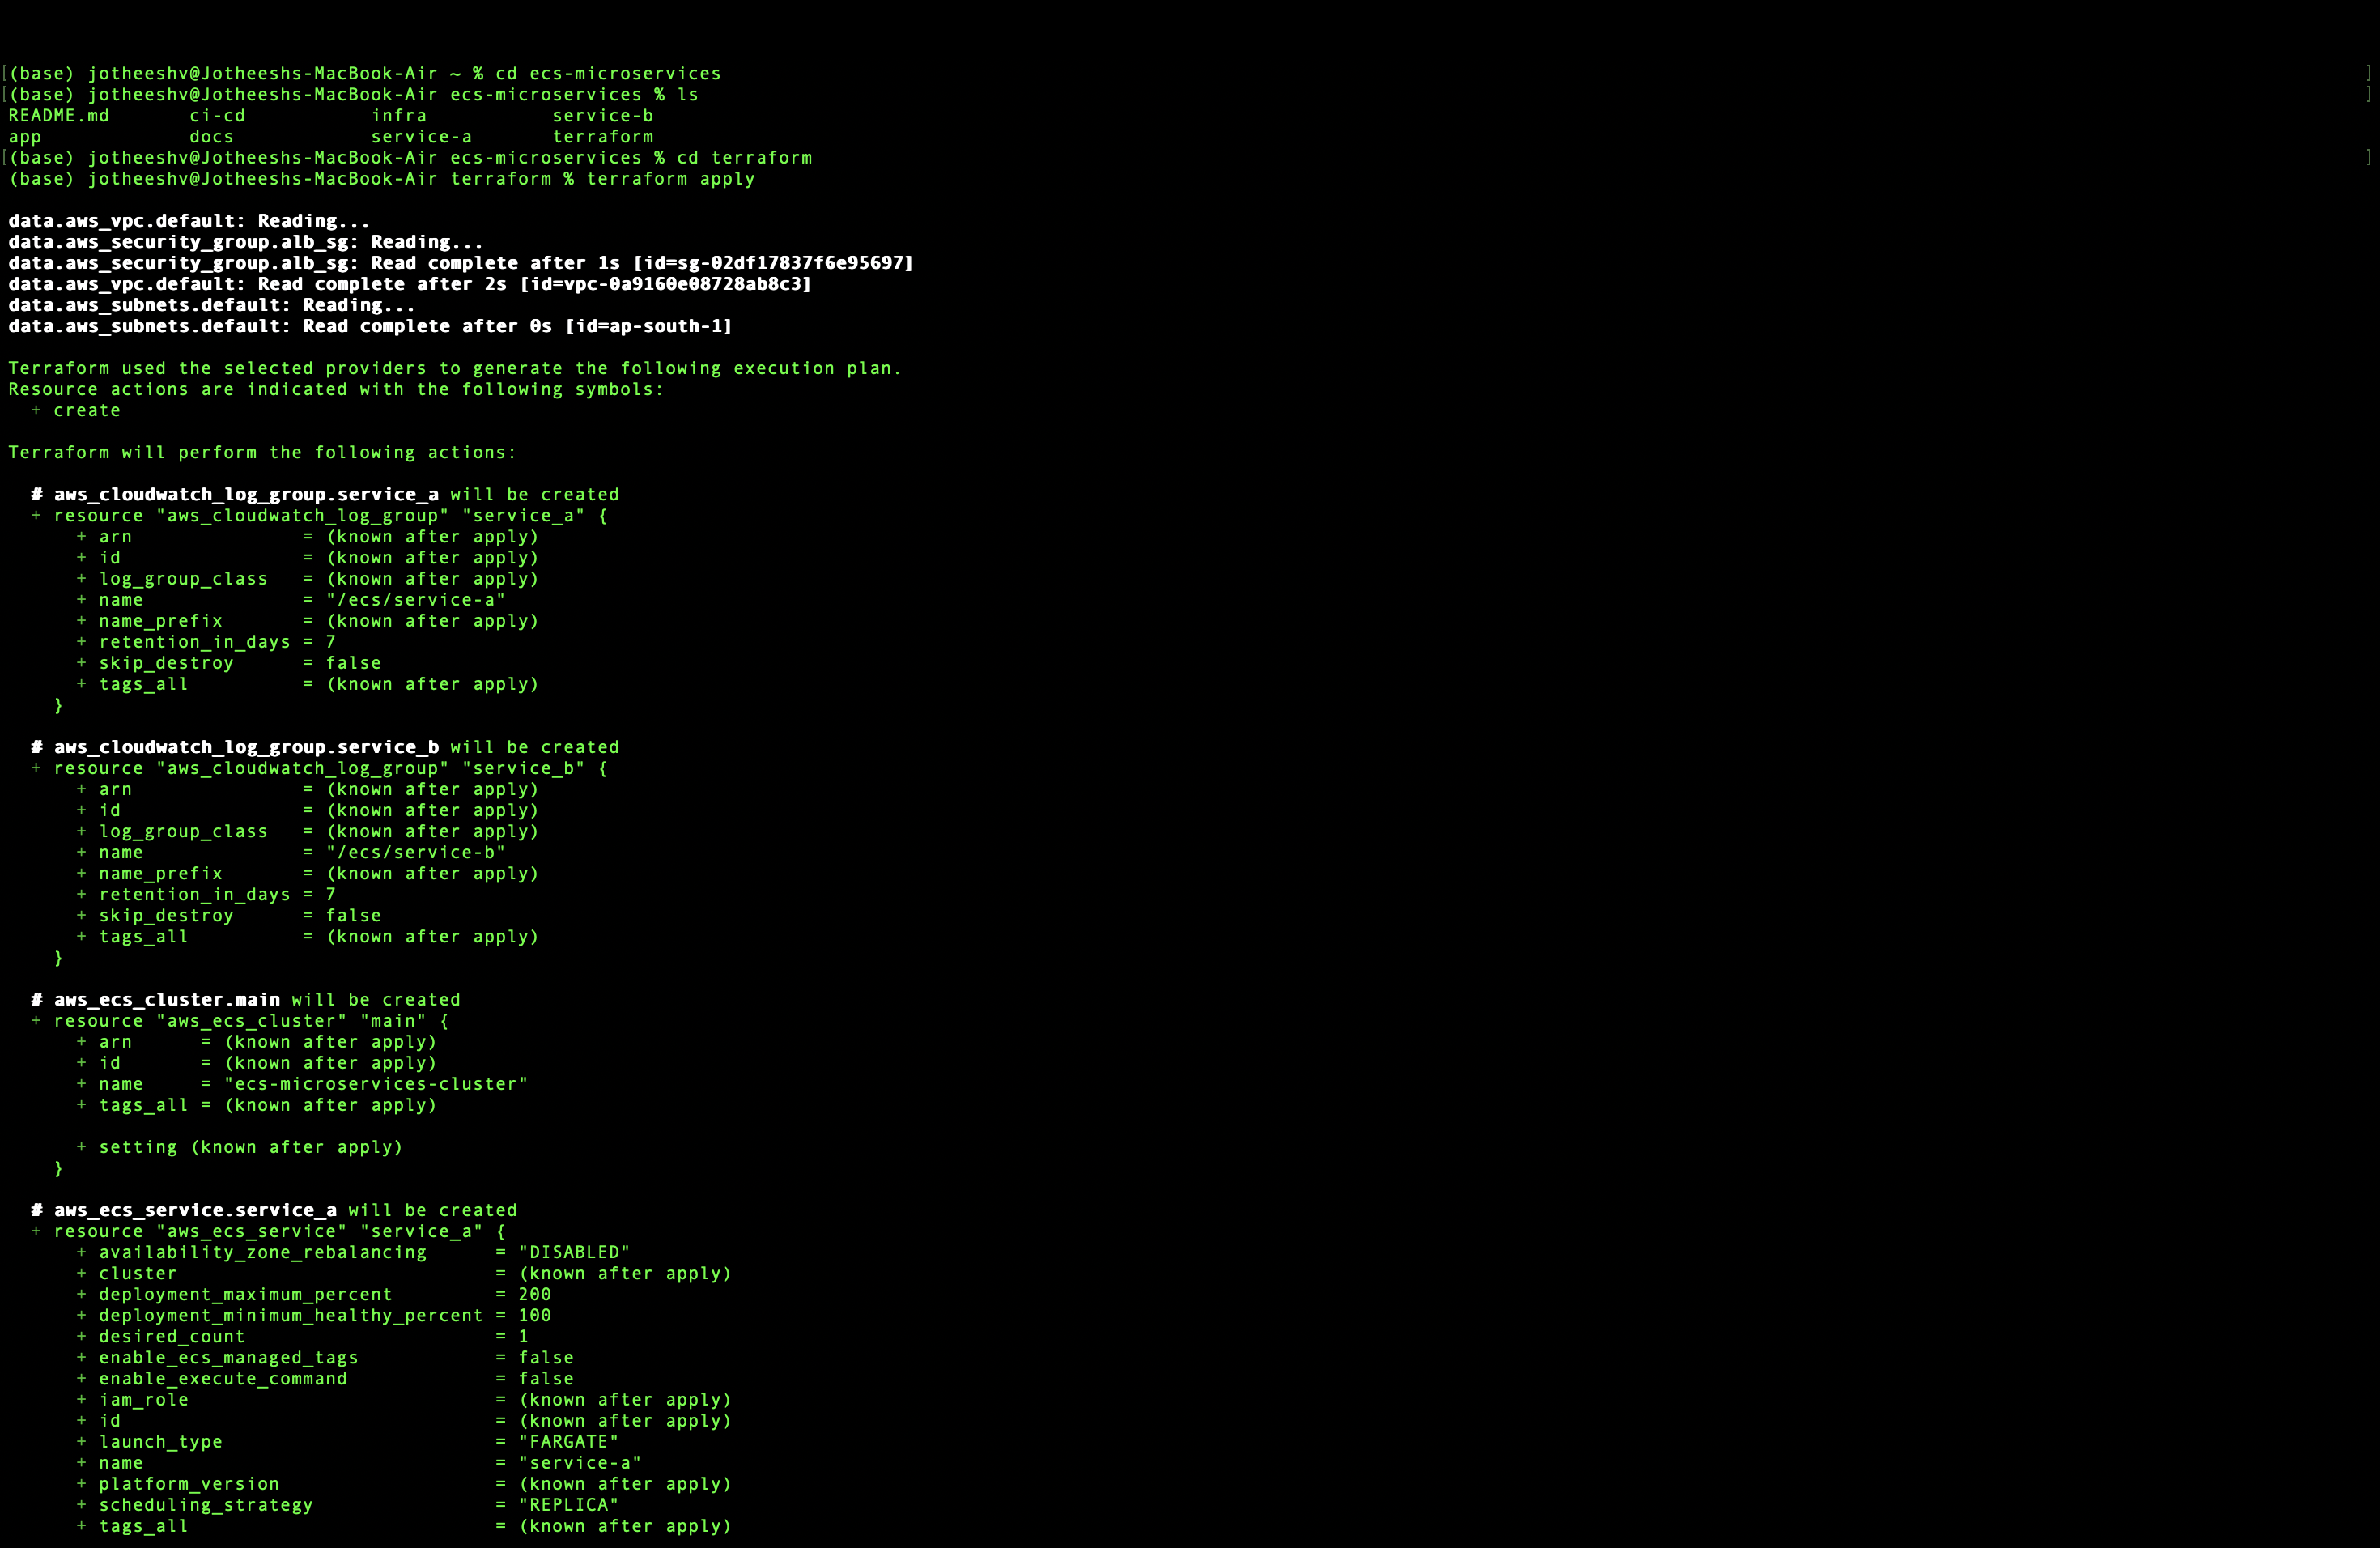 [(base) jotheeshv@Jotheeshs-MacBook-Air ~ % cd ecs-microservices ]
[(base) jotheeshv@Jotheeshs-MacBook-Air ecs-microservices % ls ]
README.md       ci-cd           infra           service-b
app             docs            service-a       terraform
[(base) jotheeshv@Jotheeshs-MacBook-Air ecs-microservices % cd terraform ]
(base) jotheeshv@Jotheeshs-MacBook-Air terraform % terraform apply
data.aws_vpc.default: Reading...
data.aws_security_group.alb_sg: Reading...
data.aws_security_group.alb_sg: Read complete after 1s [id=sg-02df17837f6e95697]
data.aws_vpc.default: Read complete after 2s [id=vpc-0a9160e08728ab8c3]
data.aws_subnets.default: Reading...
data.aws_subnets.default: Read complete after 0s [id=ap-south-1]
Terraform used the selected providers to generate the following execution plan.
Resource actions are indicated with the following symbols:
  + create
Terraform will perform the following actions:
  # aws_cloudwatch_log_group.service_a will be created
  + resource "aws_cloudwatch_log_group" "service_a" {
      + arn               = (known after apply)
      + id                = (known after apply)
      + log_group_class   = (known after apply)
      + name              = "/ecs/service-a"
      + name_prefix       = (known after apply)
      + retention_in_days = 7
      + skip_destroy      = false
      + tags_all          = (known after apply)
    }
  # aws_cloudwatch_log_group.service_b will be created
  + resource "aws_cloudwatch_log_group" "service_b" {
      + arn               = (known after apply)
      + id                = (known after apply)
      + log_group_class   = (known after apply)
      + name              = "/ecs/service-b"
      + name_prefix       = (known after apply)
      + retention_in_days = 7
      + skip_destroy      = false
      + tags_all          = (known after apply)
    }
  # aws_ecs_cluster.main will be created
  + resource "aws_ecs_cluster" "main" {
      + arn      = (known after apply)
      + id       = (known after apply)
      + name     = "ecs-microservices-cluster"
      + tags_all = (known after apply)
      + setting (known after apply)
    }
  # aws_ecs_service.service_a will be created
  + resource "aws_ecs_service" "service_a" {
      + availability_zone_rebalancing      = "DISABLED"
      + cluster                            = (known after apply)
      + deployment_maximum_percent         = 200
      + deployment_minimum_healthy_percent = 100
      + desired_count                      = 1
      + enable_ecs_managed_tags            = false
      + enable_execute_command             = false
      + iam_role                           = (known after apply)
      + id                                 = (known after apply)
      + launch_type                        = "FARGATE"
      + name                               = "service-a"
      + platform_version                   = (known after apply)
      + scheduling_strategy                = "REPLICA"
      + tags_all                           = (known after apply)